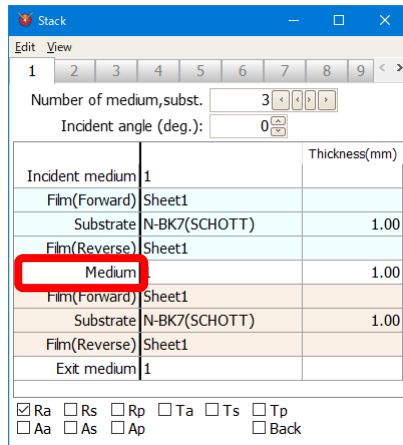 Stack
Edit View
1 2 3 4 5 6 7 8 9
Number of medium,subst. 3
Incident angle (deg.): 0
Thickness(mm)
Incident medium 1
Film(Forward) Sheet1
Substrate N-BK7(SCHOTT) 1.00
Film(Reverse) Sheet1
Medium 1.00
Film(Forward) Sheet1
Substrate N-BK7(SCHOTT) 1.00
Film(Reverse) Sheet1
Exit medium 1
Ra Rs Rp Ta Ts Tp
Aa As Ap Back